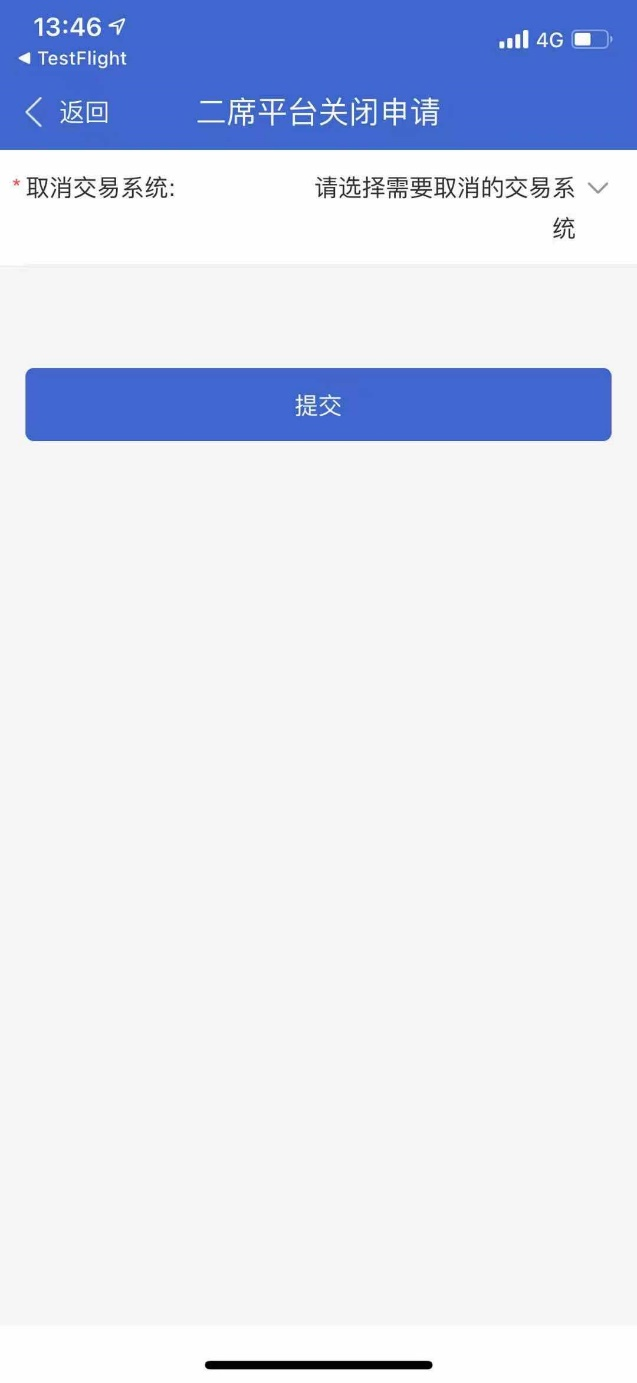 13:46
4G
◀ TestFlight
返回
二席平台关闭申请
* 取消交易系统:
请选择需要取消的交易系
统
提交